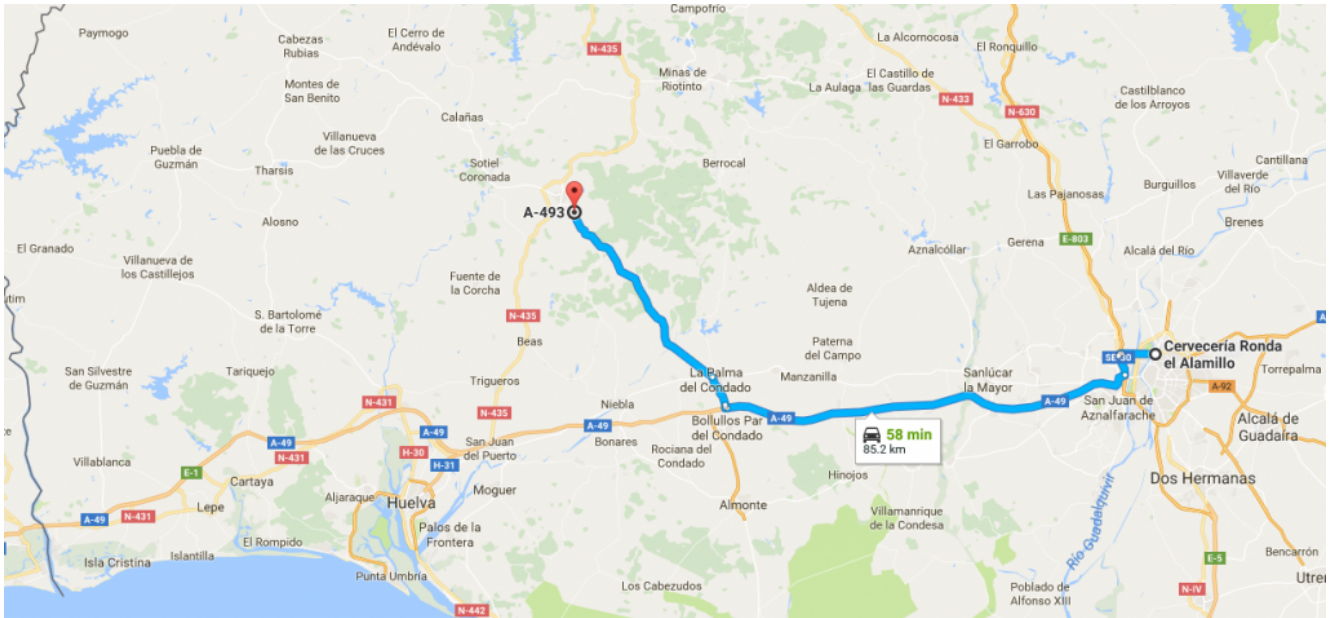 Campofrío
Paymogo
El Cerro de
Andévalo
Cabezas
Rubias
N-435
La Alcornocosa
El Ronquillo
Minas de
Riotinto
El Castillo de
las Guardas
La Aulaga
Montes de
San Benito
N-433
Castilblanco
de los Arroyos
N-630
Calañas
Villanueva
de las Cruces
El Garrobo
Puebla de
Guzmán
Tharsis
Sotiel
Coronada
Berrocal
Cantillana
Villaverde
del Río
Burguillos
Las Pajanosas
A-493
Alosno
Brenes
El Granado
Aznalcóllar
Gerena
E-803
Alcalá del Río
Villanueva de
los Castillejos
Fuente de
la Corcha
Aldea de
Tujena
S. Bartolomé
de la Torre
N-435
Beas
Paterna
del Campo
SE-30
Cervecería Ronda
el Alamillo
San Silvestre
de Guzmán
Tariquejo
Trigueros
La Palma
del Condado
Manzanilla
Sanlúcar
la Mayor
Torrepalma
A-92
N-431
Niebla
N-435
A-49
San Juan de
Aznalfarache
A-49
Bollullos Par
del Condado
A-49
A-49
Bonares
Alcalá de
Guadaíra
58 min
85.2 km
A-49
N-431
H-30
H-31
San Juan
del Puerto
Rociana del
Condado
Villablanca
E-1
Cartaya
Hinojos
Dos Hermanas
Aljaraque
Huelva
Moguer
Lepe
Almonte
Villamanrique
de la Condesa
A-49
N-431
Palos de la
Frontera
El Rompido
Río Guadalquivir
Islantilla
Isla Cristina
Punta Umbría
E-5
Bencarrón
Los Cabezudos
Poblado de
Alfonso XIII
N-IV
N-442